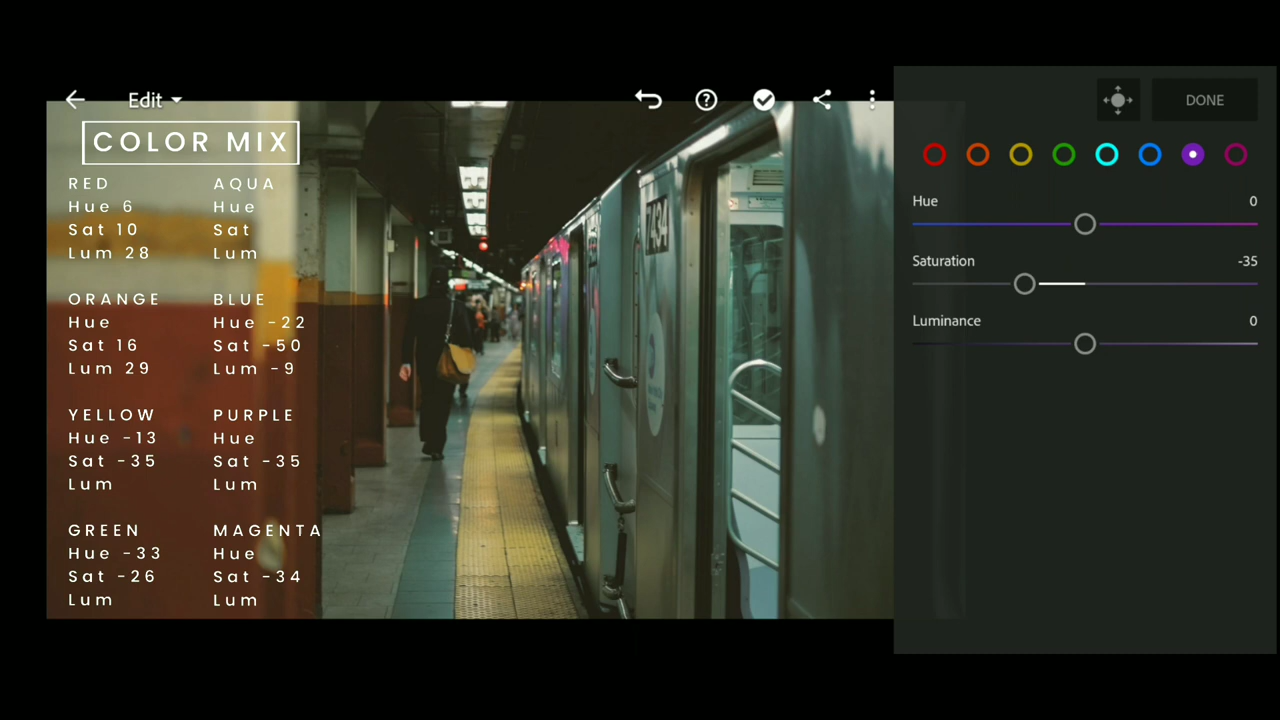 Edit
COLOR MIX
RED
Hue 6
Sat 10
Lum 28
ORANGE
Hue
Sat 16
Lum 29
YELLOW
Hue -13
Sat -35
Lum
GREEN
Hue -33
Sat -26
Lum
AQUA
Hue
Sat
Lum
BLUE
Hue -22
Sat -50
Lum -9
PURPLE
Hue
Sat -35
Lum
MAGENTA
Hue
Sat -34
Lum
7494
DONE
Hue 0
Saturation -35
Luminance 0